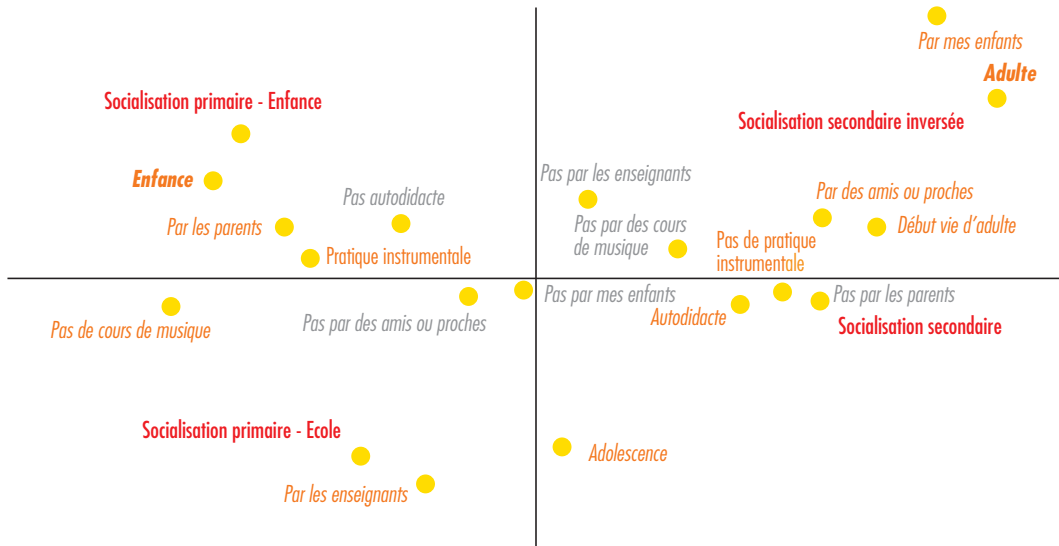 Par mes enfants
Adulte
Socialisation primaire - Enfance
Socialisation secondaire inversée
Pas par les enseignants
Enfance
Pas autodidacte
Par des amis ou proches
Par les parents
Pas par des cours
de musique
Début vie d'adulte
Pas de pratique
instrumentale
Pratique instrumentale
Pas par mes enfants
Pas par les parents
Pas de cours de musique
Pas par des amis ou proches
Autodidacte
Socialisation secondaire
Socialisation primaire - Ecole
Adolescence
Par les enseignants